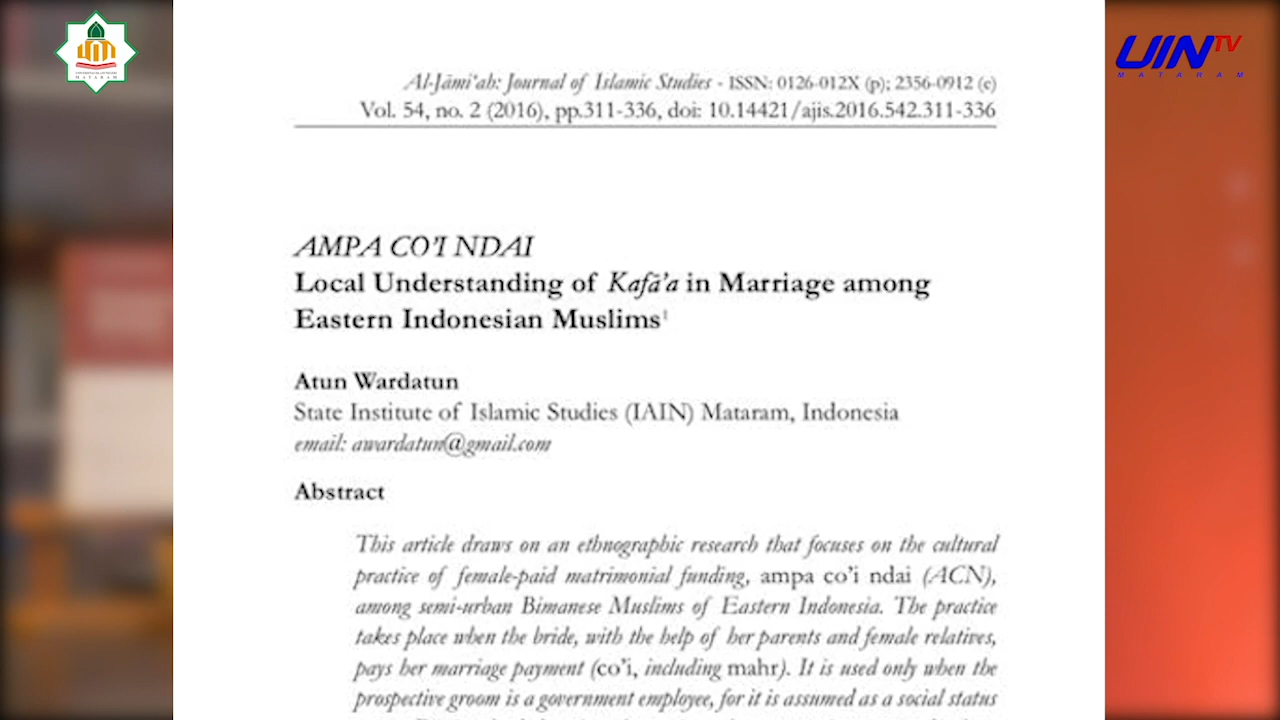 UIN TV
MATARAM
Al-Jāmi‘ah: Journal of Islamic Studies - ISSN: 0126-012X (p); 2356-0912 (e)
Vol. 54, no. 2 (2016), pp.311-336, doi: 10.14421/ajis.2016.542.311-336
AMPA CO’I NDAI
Local Understanding of Kafā’a in Marriage among
Eastern Indonesian Muslims¹
Atun Wardatun
State Institute of Islamic Studies (IAIN) Mataram, Indonesia
email: awardatun@gmail.com
Abstract
This article draws on an ethnographic research that focuses on the cultural
practice of female-paid matrimonial funding, ampa co’i ndai (ACN),
among semi-urban Bimanese Muslims of Eastern Indonesia. The practice
takes place when the bride, with the help of her parents and female relatives,
pays her marriage payment (co’i, including mahr). It is used only when the
prospective groom is a government employee, for it is assumed as a social status